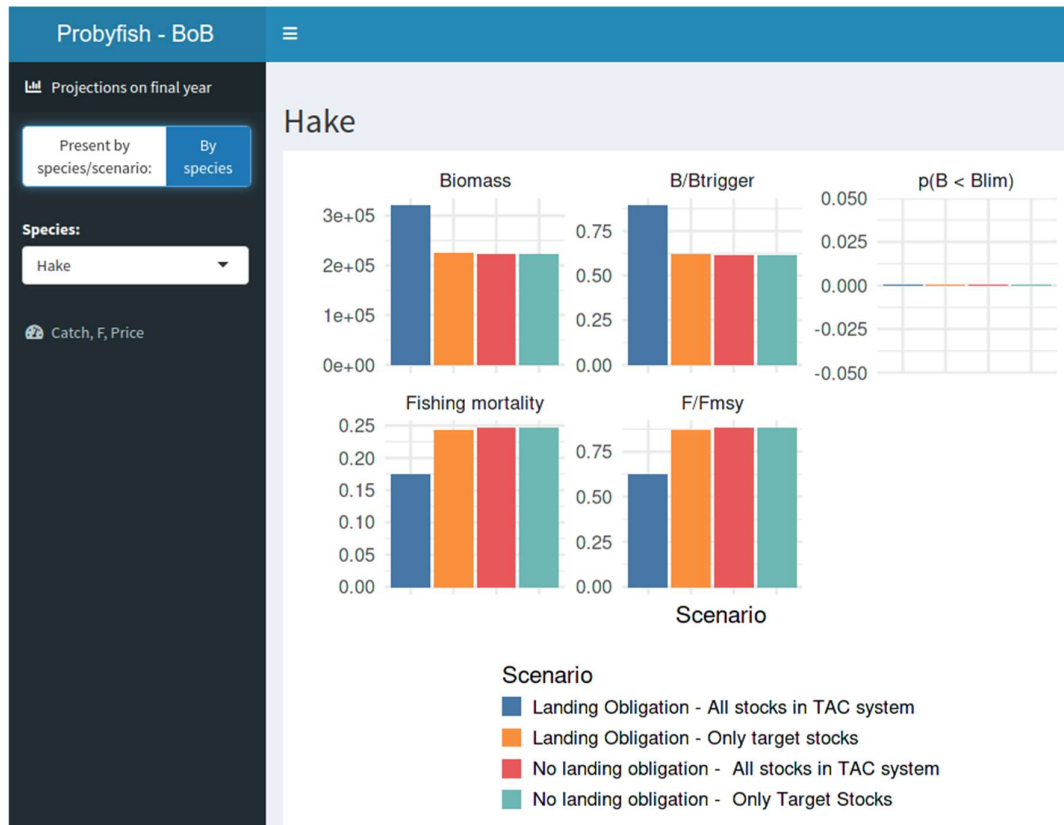 Probyfish - BoB
Projections on final year
Present by
species/scenario:
By
species
Species:
Hake
Catch, F, Price
Hake
Biomass
3e+05
2e+05
1e+05
0e+00
B/Btrigger
0.75
0.50
0.25
0.00
p(B < Blim)
0.050
0.025
0.000
-0.025
-0.050
Fishing mortality
0.25
0.20
0.15
0.10
0.05
0.00
F/Fmsy
0.75
0.50
0.25
0.00
Scenario
Scenario
Landing Obligation - All stocks in TAC system
Landing Obligation - Only target stocks
No landing obligation -  All stocks in TAC system
No landing obligation -  Only Target Stocks